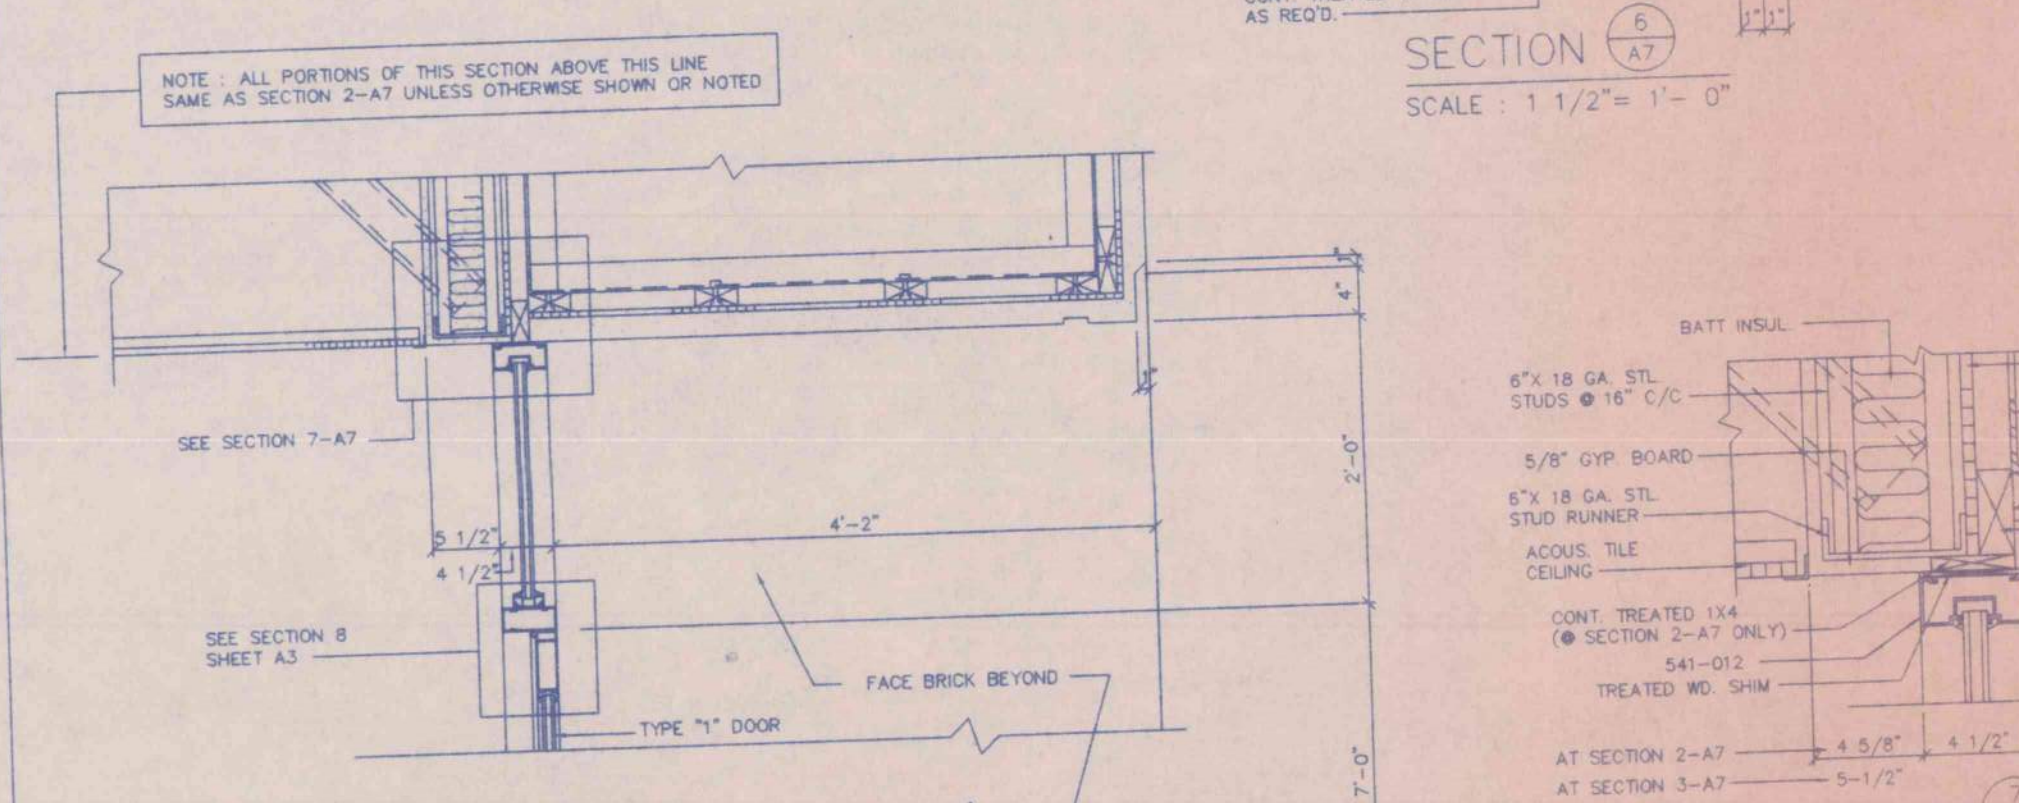 AS REQ'D.
SECTION 6
A7
SCALE : 1 1/2"= 1'- 0"
1" 1"
NOTE : ALL PORTIONS OF THIS SECTION ABOVE THIS LINE
SAME AS SECTION 2-A7 UNLESS OTHERWISE SHOWN OR NOTED
1"
4"
2'-0"
7'-0"
SEE SECTION 7-A7
5 1/2"
4 1/2"
4'-2"
SEE SECTION 8
SHEET A3
FACE BRICK BEYOND
TYPE "1" DOOR
BATT INSUL.
6"X 18 GA. STL.
STUDS @ 16" C/C
5/8" GYP. BOARD
6"X 18 GA. STL.
STUD RUNNER
ACOUS. TILE
CEILING
CONT. TREATED 1X4
(@ SECTION 2-A7 ONLY)
541-012
TREATED WD. SHIM
AT SECTION 2-A7 4 5/8" 4 1/2"
AT SECTION 3-A7 5-1/2"